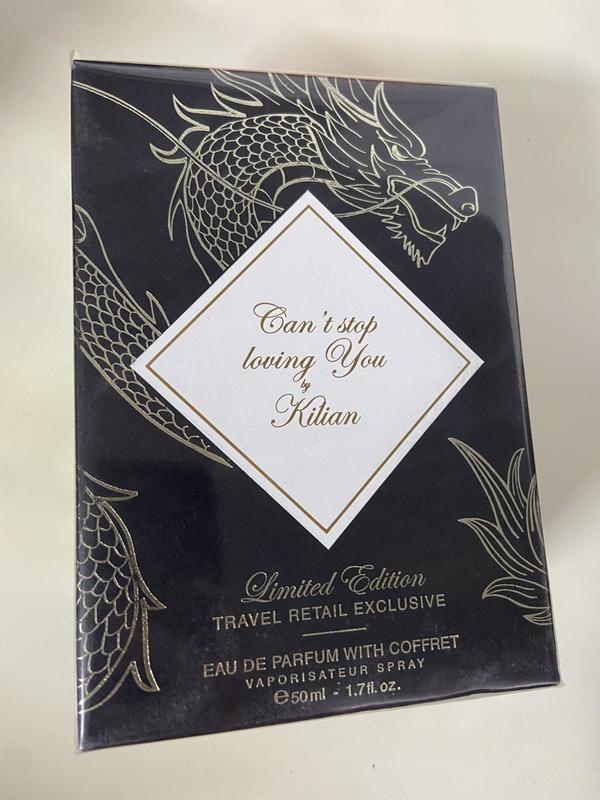 Can't stop
loving You
by
Kilian
Limited Edition
TRAVEL RETAIL EXCLUSIVE
EAU DE PARFUM WITH COFFRET
VAPORISATEUR SPRAY
℮50ml - 1.7fl.oz.